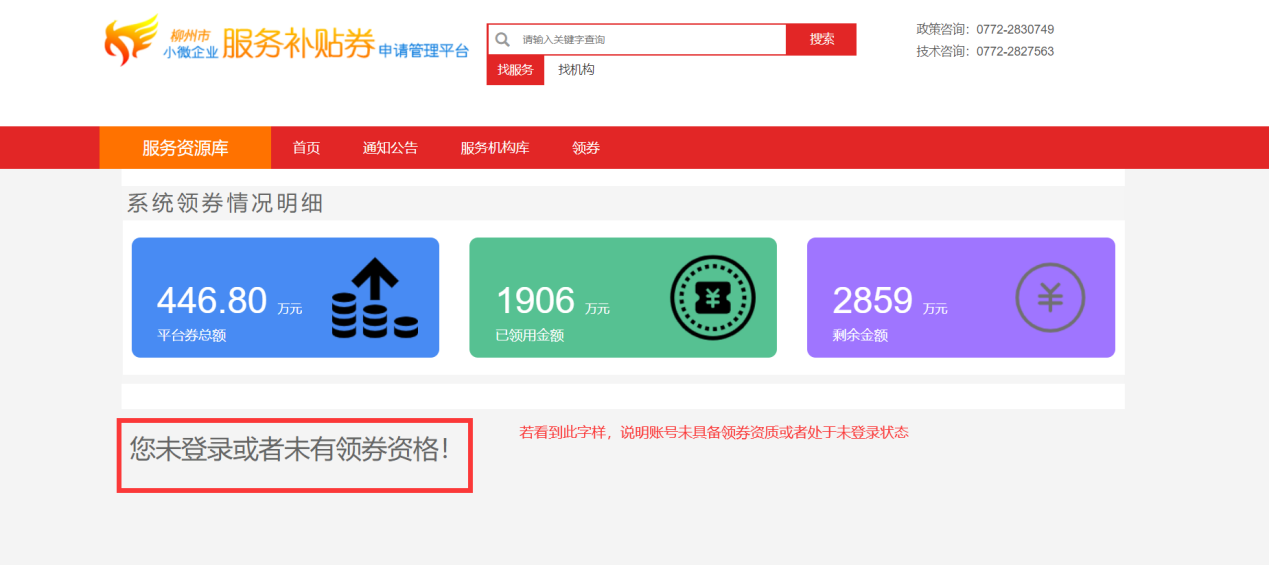 柳州市
小微企业 服务补贴券 申请管理平台
请输入关键字查询
搜索
找服务
找机构
政策咨询：0772-2830749
技术咨询：0772-2827563
服务资源库
首页
通知公告
服务机构库
领券
系统领券情况明细
446.80 万元
平台券总额
1906 万元
已领用金额
2859 万元
剩余金额
您未登录或者未有领券资格！
若看到此字样，说明账号未具备领券资质或者处于未登录状态